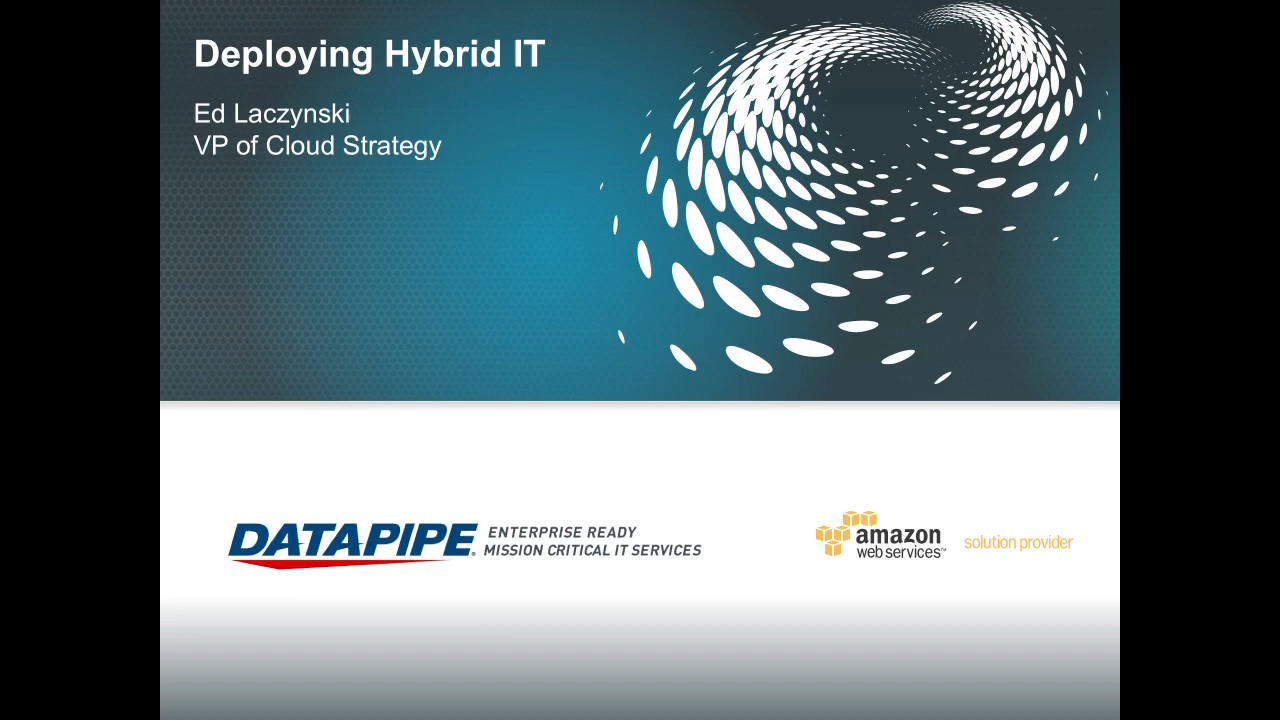 Deploying Hybrid IT
Ed Laczynski
VP of Cloud Strategy
DATAPIPE®
ENTERPRISE READY
MISSION CRITICAL IT SERVICES
amazon
web services™
solution provider